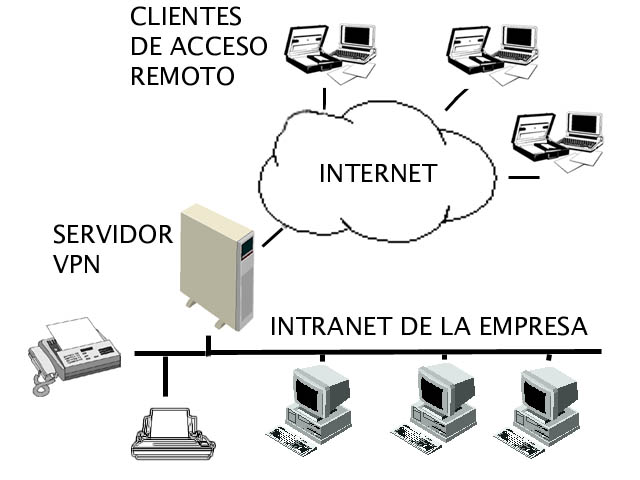 CLIENTES
DE ACCESO
REMOTO
INTERNET
SERVIDOR
VPN
INTRANET DE LA EMPRESA